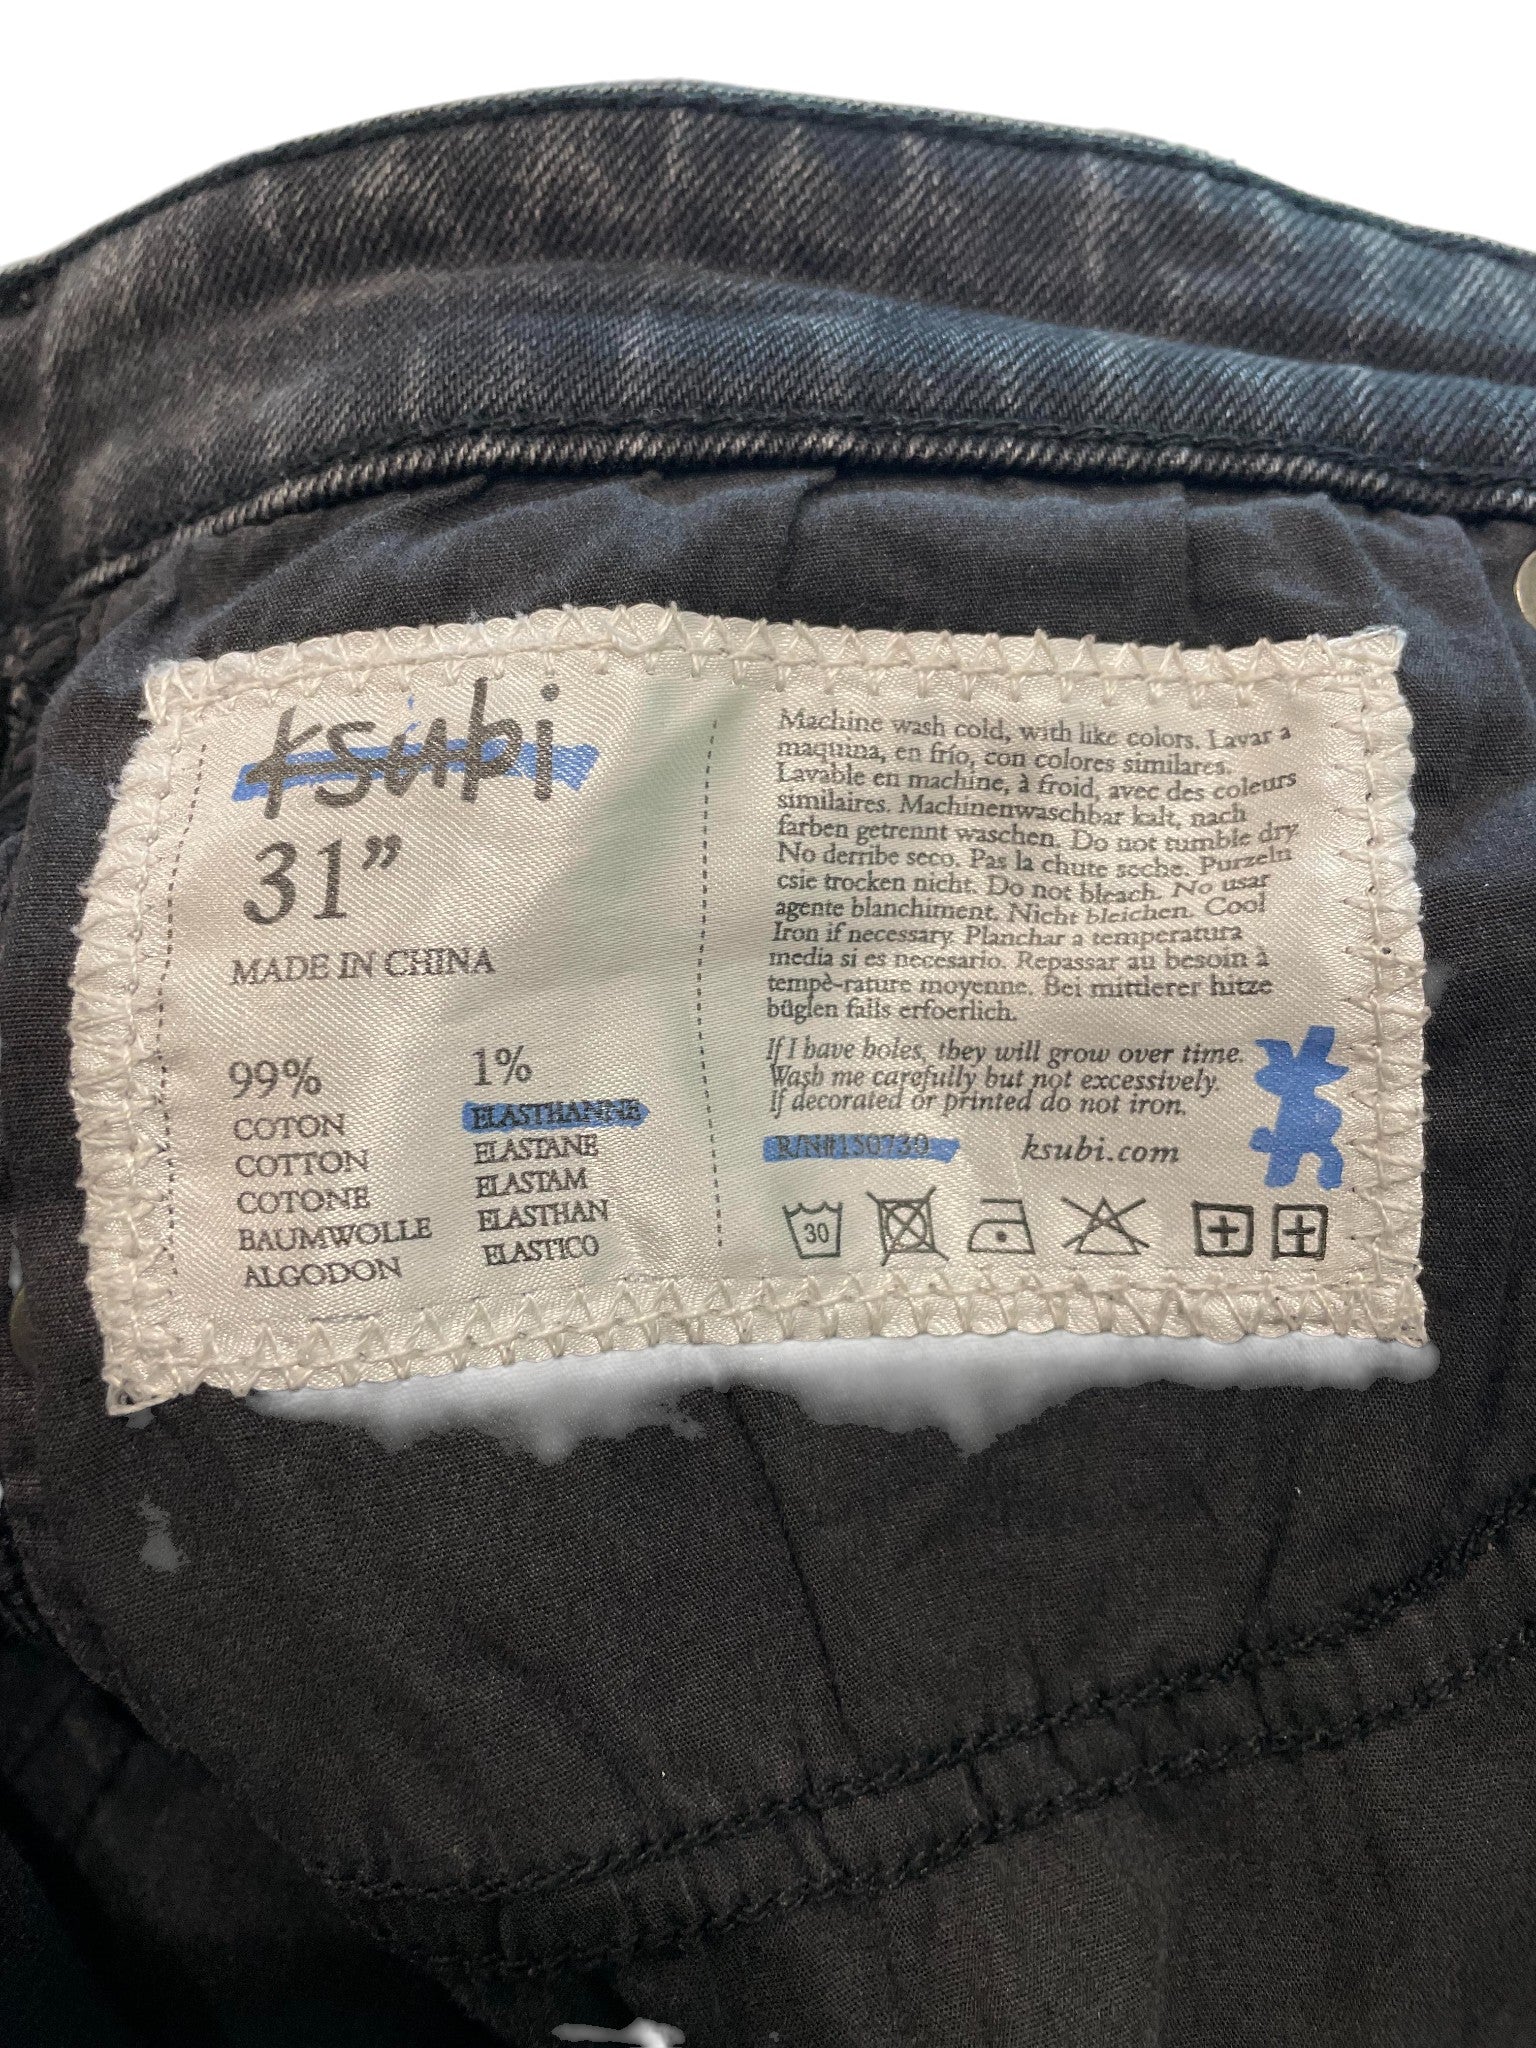 ksubi
31”
MADE IN CHINA
99%
COTON
COTTON
COTONE
BAUMWOLLE
ALGODON
1%
ELASTHANNE
ELASTANE
ELASTAM
ELASTHAN
ELASTICO
Machine wash cold, with like colors. Lavar a
maquina, en frío, con colores similares.
Lavable en machine, à froid, avec des coleurs
similaires. Machinenwaschbar kalt, nach
farben getrennt waschen. Do not tumble dry
No derribe seco. Pas la chute seche. Purzeln
csie trocken nicht. Do not bleach. No usar
agente blanchiment. Nicht bleichen. Cool
Iron if necessary. Planchar a temperatura
media si es necesario. Repassar au besoin à
tempè-rature moyenne. Bei mittlerer hitze
büglen falls erfoerlich.
If I have holes, they will grow over time.
Wash me carefully but not excessively.
If decorated or printed do not iron.
R/N#150730
ksubi.com
30